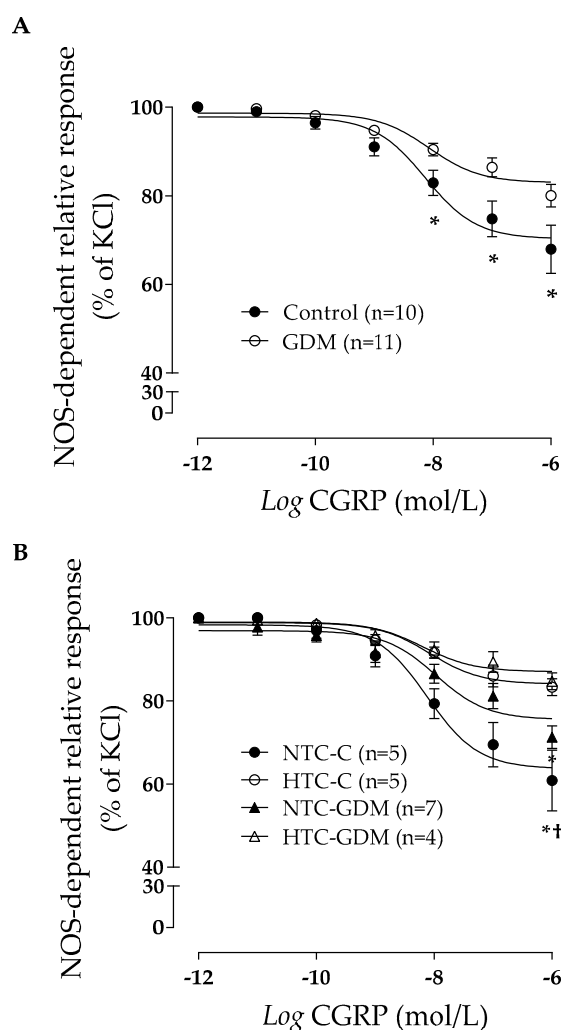 A
NOS-dependent relative response
(% of KCl)
100
80
60
40
30
0
*
*
*
Control (n=10)
GDM (n=11)
-12
-10
-8
-6
Log CGRP (mol/L)
B
NOS-dependent relative response
(% of KCl)
100
80
60
40
30
0
NTC-C (n=5)
HTC-C (n=5)
NTC-GDM (n=7)
HTC-GDM (n=4)
*
*†
-12
-10
-8
-6
Log CGRP (mol/L)